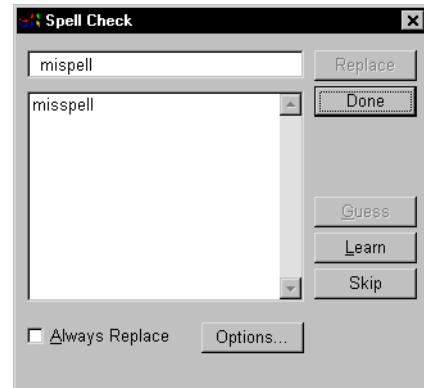 Spell Check
mispell
Replace
misspell
Done
Guess
Learn
Skip
Always Replace
Options...